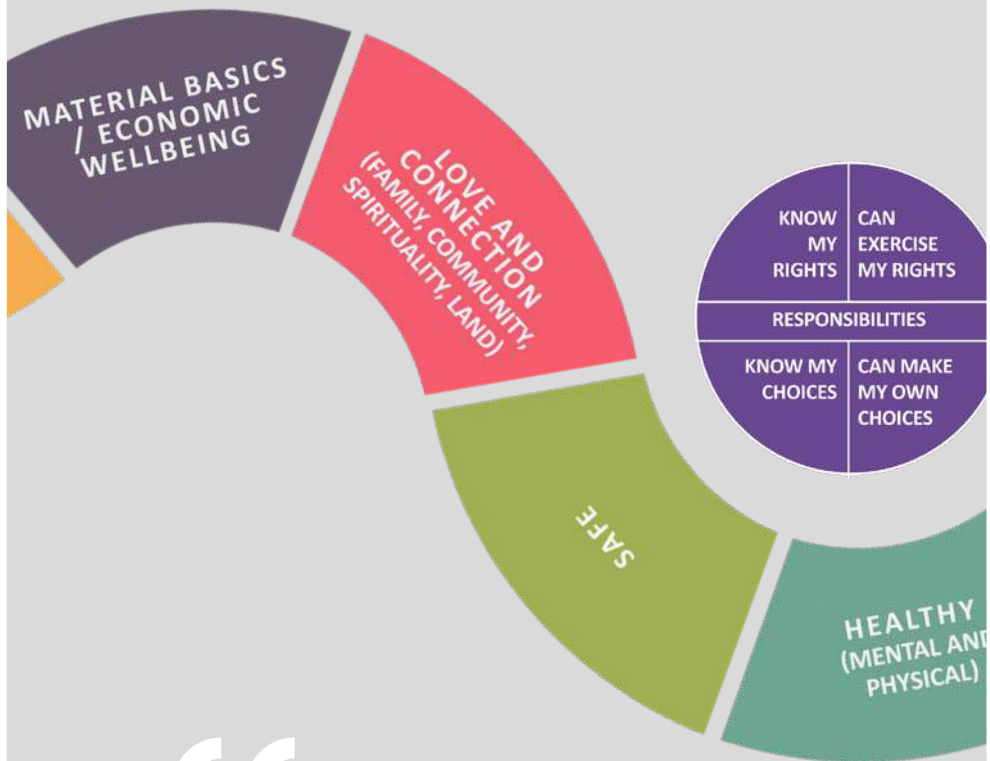 MATERIAL BASICS
/ ECONOMIC
WELLBEING
LOVE AND
CONNECTION
(FAMILY, COMMUNITY,
SPIRITUALITY, LAND)
KNOW
MY
RIGHTS
CAN
EXERCISE
MY RIGHTS
RESPONSIBILITIES
KNOW MY
CHOICES
CAN MAKE
MY OWN
CHOICES
SAFE
HEALTHY
(MENTAL AND
PHYSICAL)